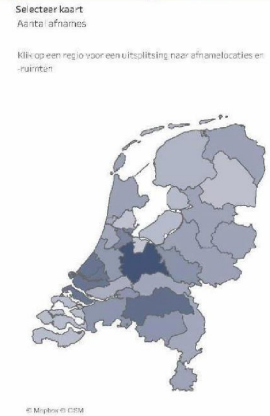 Selecteer kaart
Aantal afnames
Klik op een regio voor een uitsplitsing naar afnamelocaties en
-ruimten
© Mapbox © OSM